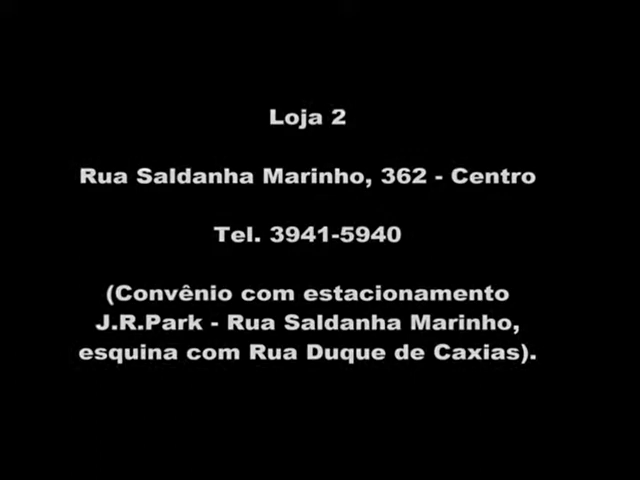 Loja 2
Rua Saldanha Marinho, 362 - Centro
Tel. 3941-5940
(Convênio com estacionamento
J.R.Park - Rua Saldanha Marinho,
esquina com Rua Duque de Caxias).